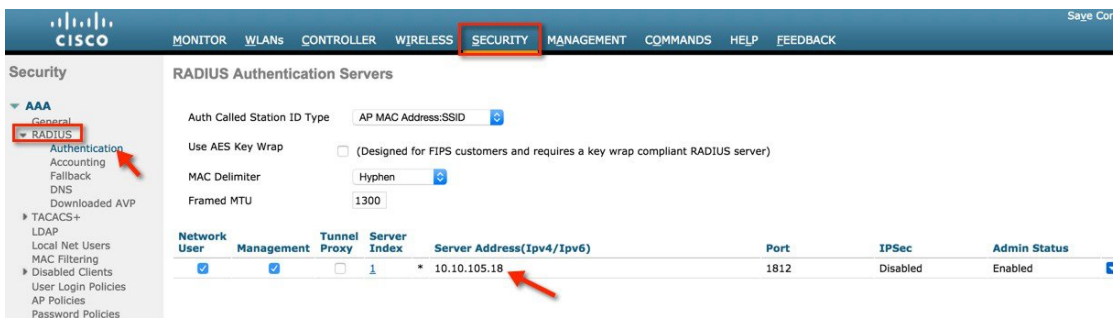 Save Con
CISCO
MONITOR WLANs CONTROLLER WIRELESS SECURITY MANAGEMENT COMMANDS HELP FEEDBACK
Security
AAA
General
RADIUS
Authentication
Accounting
Fallback
DNS
Downloaded AVP
TACACS+
LDAP
Local Net Users
MAC Filtering
Disabled Clients
User Login Policies
AP Policies
Password Policies
RADIUS Authentication Servers
Auth Called Station ID Type AP MAC Address:SSID
Use AES Key Wrap (Designed for FIPS customers and requires a key wrap compliant RADIUS server)
MAC Delimiter Hyphen
Framed MTU 1300
Network User Management Tunnel Proxy Server Index Server Address(Ipv4/Ipv6) Port IPSec Admin Status
1 * 10.10.105.18 1812 Disabled Enabled